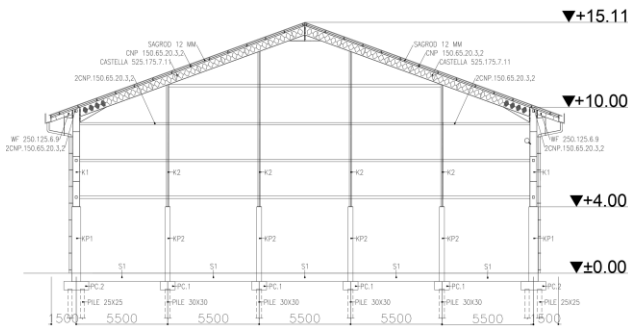 ▼+15.11
SAGROD 12 MM
CNP 150.65.20.3,2
CASTELLA 525.175.7.11
2CNP.150.65.20.3,2
SAGROD 12 MM
CNP 150.65.20.3,2
CASTELLA 525.175.7.11
2CNP.150.65.20.3,2
▼+10.00
WF 250.125.6.9
2CNP.150.65.20.3,2
WF 250.125.6.9
2CNP.150.65.20.3,2
K1 K2 K2 K2 K2 K1
▼+4.00
KP1 KP2 KP2 KP2 KP2 KP1
▼±0.00
S1 S1 S1 S1 S1
PC.2 PC.1 PC.1 PC.1 PC.1 PC.2
PILE 25X25 PILE 30X30 PILE 30X30 PILE 30X30 PILE 30X30 PILE 25X25
1500 5500 5500 5500 5500 5500 1500